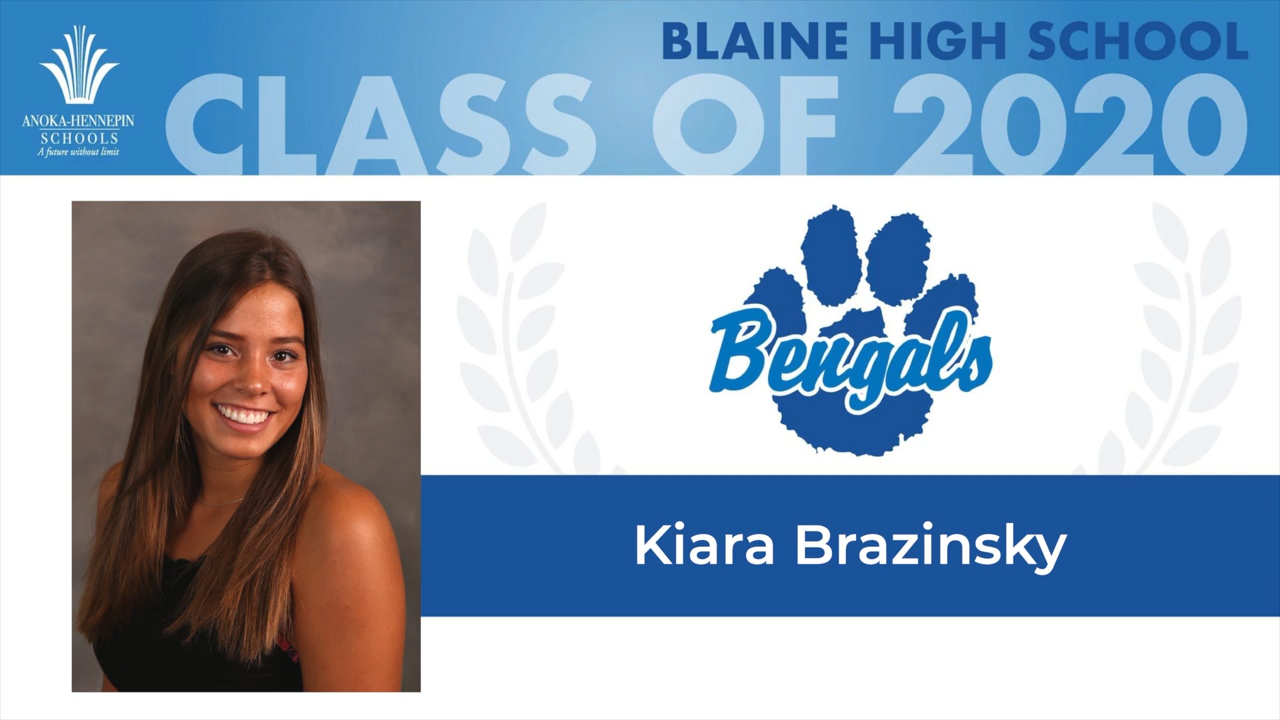 BLAINE HIGH SCHOOL
CLASS OF 2020
ANOKA-HENNEPIN
SCHOOLS
A future without limit
Bengals
Kiara Brazinsky